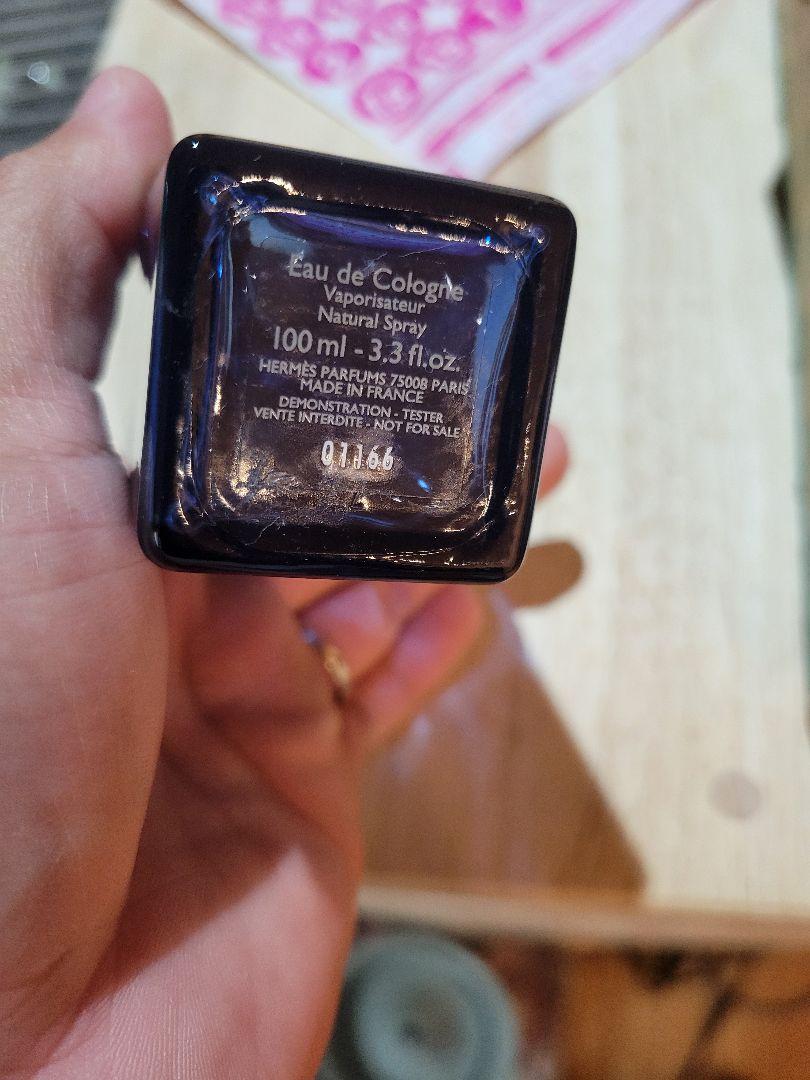 Eau de Cologne
Vaporisateur
Natural Spray
100 ml - 3.3 fl.oz.
HERMÈS PARFUMS 75008 PARIS
MADE IN FRANCE
DEMONSTRATION - TESTER
VENTE INTERDITE - NOT FOR SALE
01166